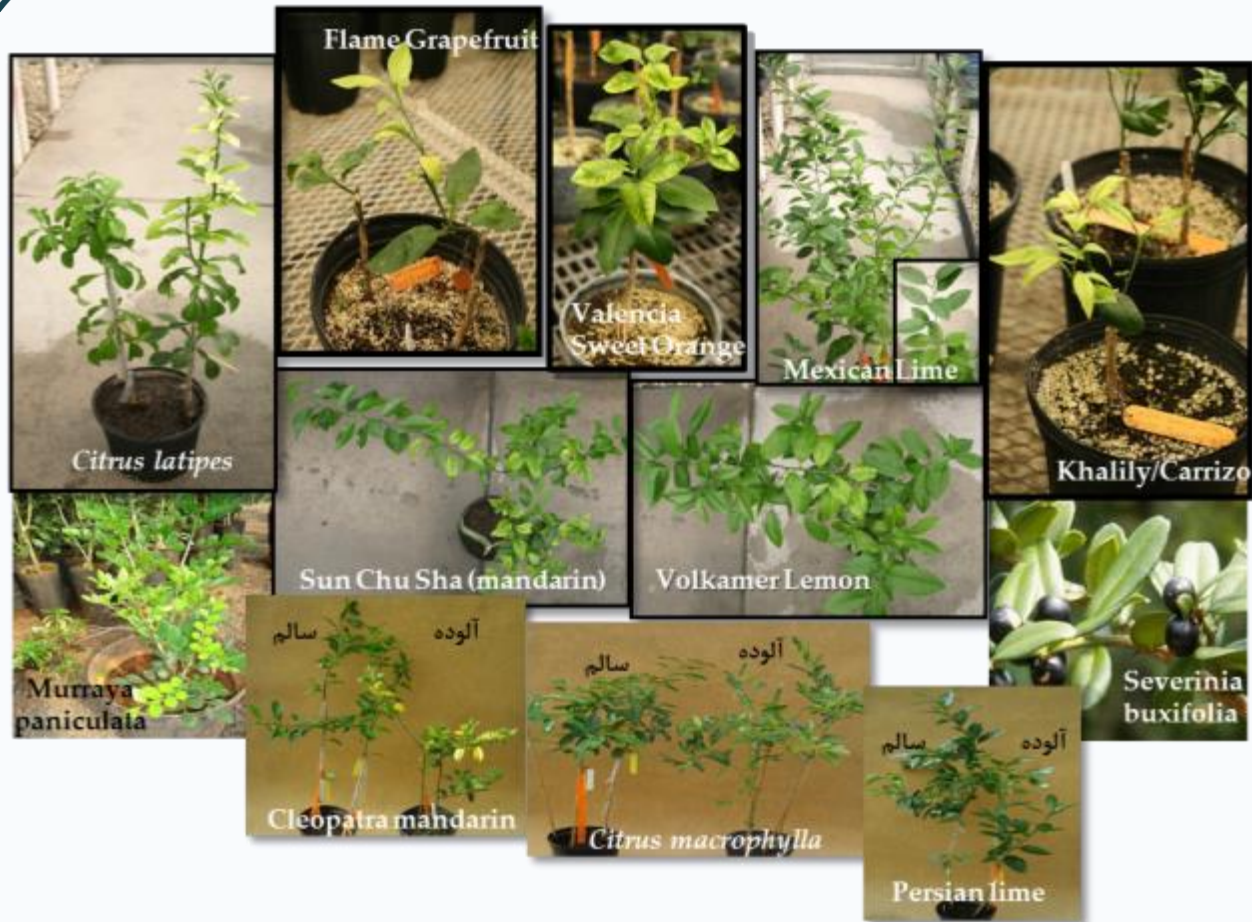 Flame Grapefruit
Citrus latipes
Valencia
Sweet Orange
Mexican Lime
Khalily/Carrizo
Sun Chu Sha (mandarin)
Volkamer Lemon
Murraya
paniculata
Severinia
buxifolia
سالم
آلوده
Cleopatra mandarin
سالم
آلوده
Citrus macrophylla
سالم
آلوده
Persian lime